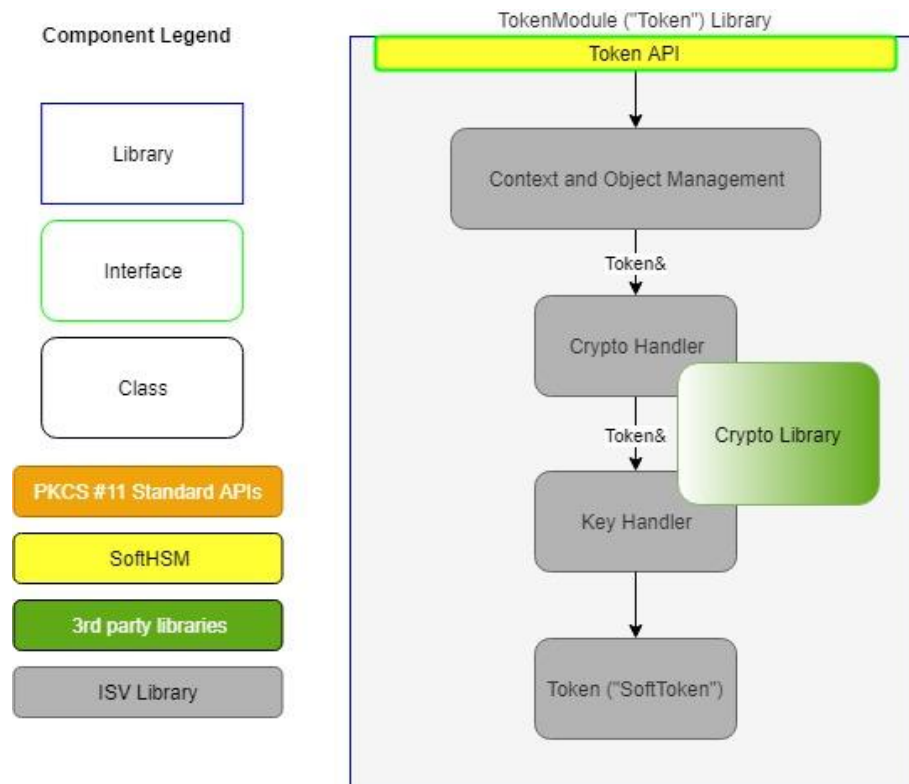 Component Legend
Library
Interface
Class
PKCS #11 Standard APIs
SoftHSM
3rd party libraries
ISV Library
TokenModule ("Token") Library
Token API
Context and Object Management
Token&
Crypto Handler
Crypto Library
Token&
Key Handler
Token ("SoftToken")